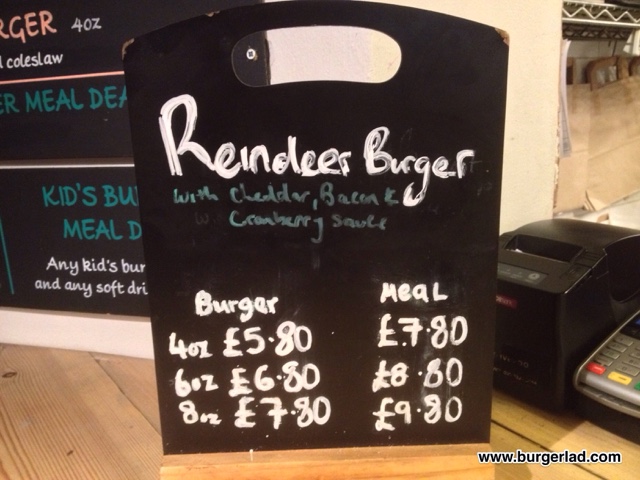 RGER 4oz
coleslaw
ER MEAL DEA
KID'S BU
MEAL D
Any kid's bur
and any soft dri
Reindeer Burger
With Cheddar, Bacon &
Cranberry Sauce
Burger Meal
4oz £5.80 £7.80
6oz £6.80 £8.80
8oz £7.80 £9.80
www.burgerlad.com